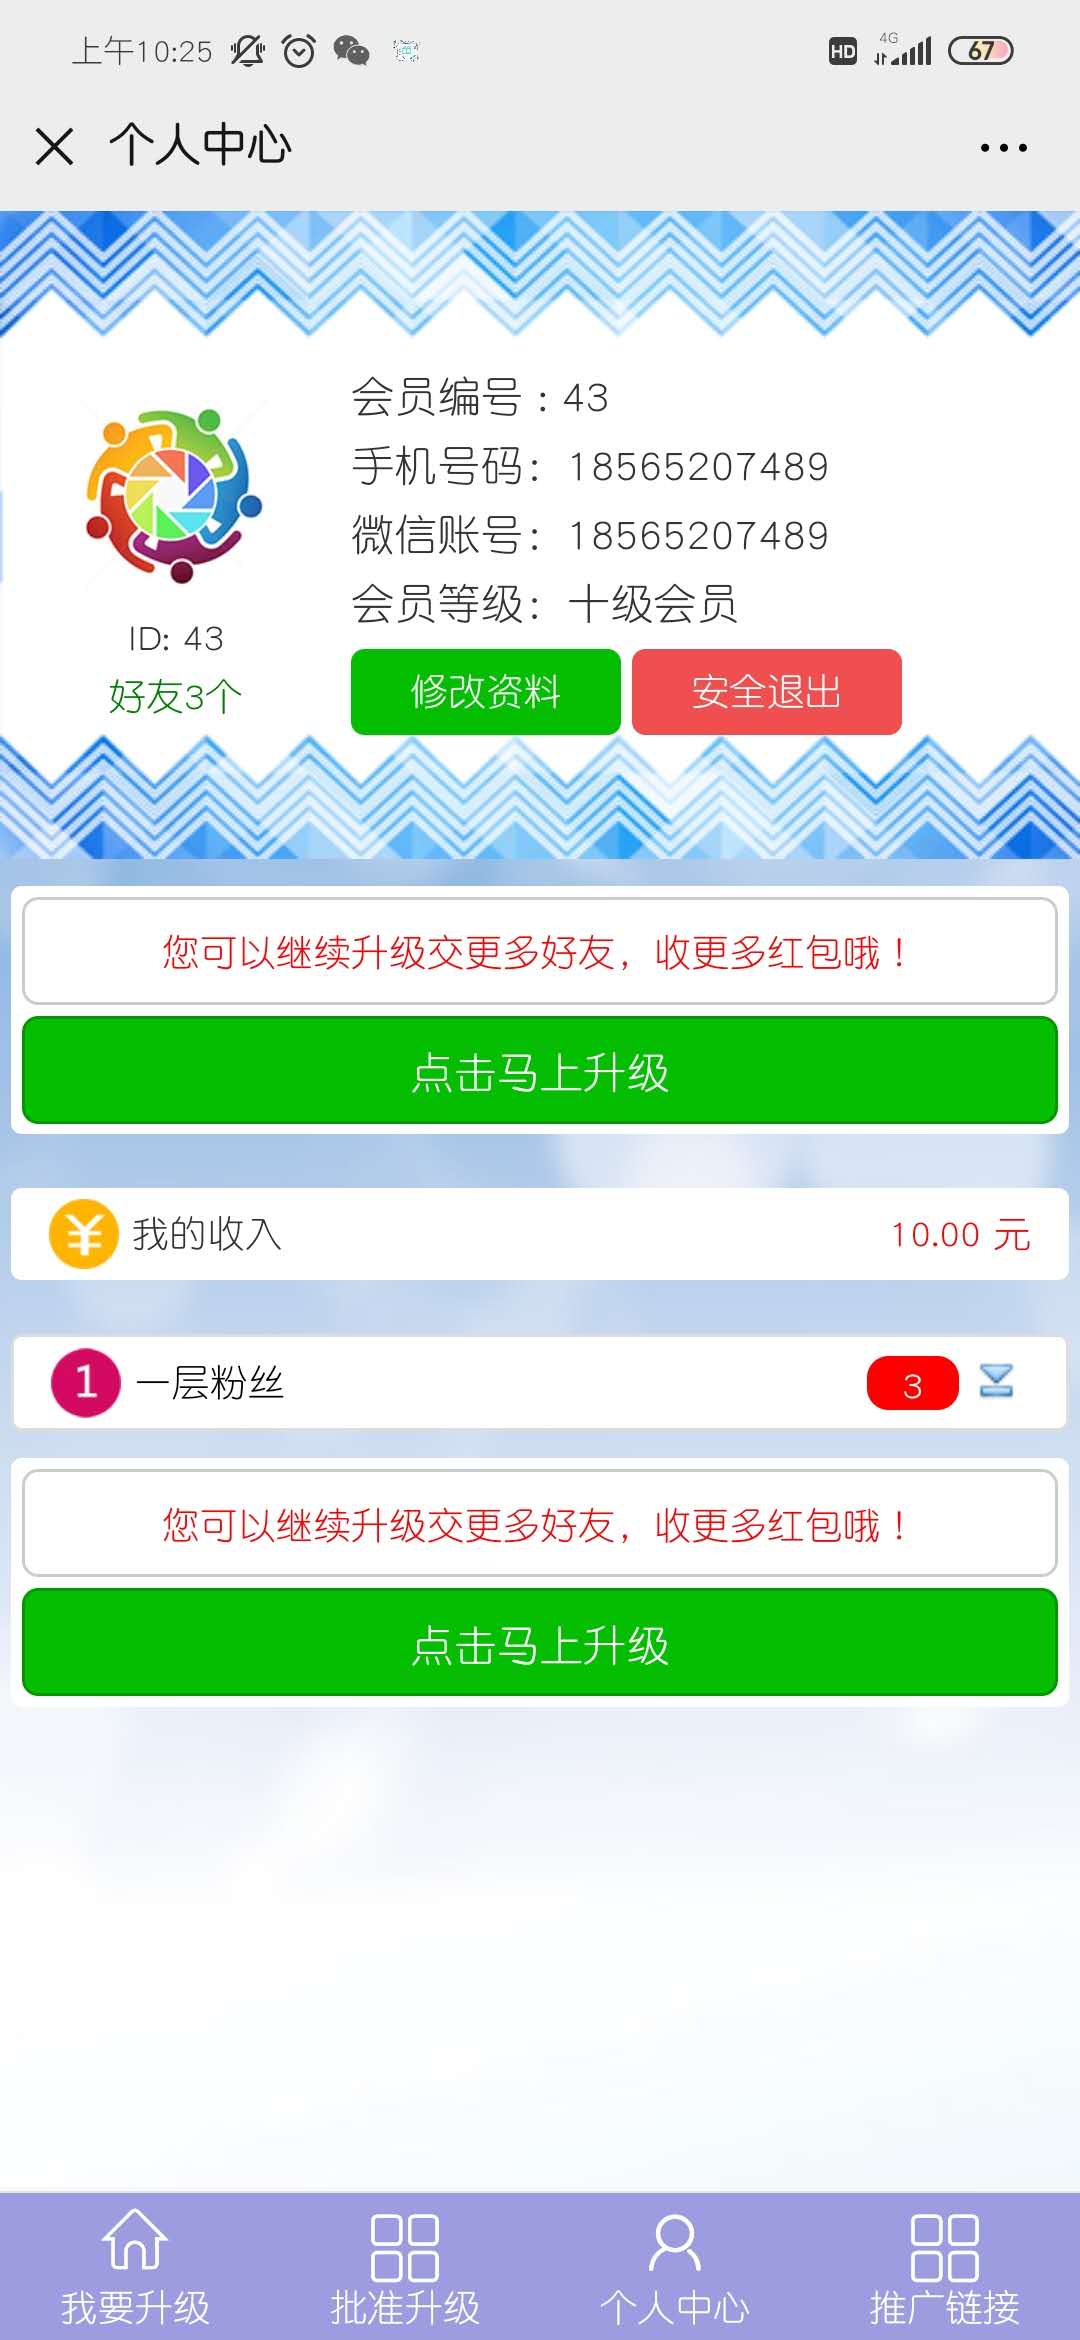 上午10:25
HD
4G
67
个人中心
会员编号：43
手机号码：18565207489
微信账号：18565207489
会员等级：十级会员
ID: 43
好友3个
修改资料
安全退出
您可以继续升级交更多好友，收更多红包哦！
点击马上升级
¥ 我的收入 10.00 元
1 一层粉丝 3
您可以继续升级交更多好友，收更多红包哦！
点击马上升级
我要升级 批准升级 个人中心 推广链接